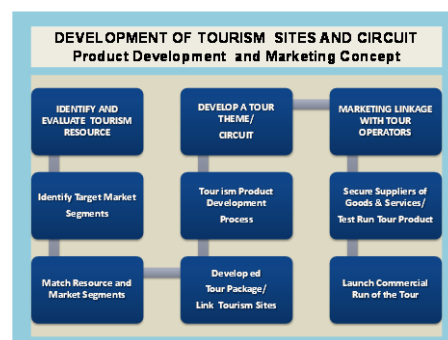 DEVELOPMENT OF TOURISM SITES AND CIRCUIT
Product Development and Marketing Concept
IDENTIFY AND
EVALUATE TOURISM
RESOURCE
Identify Target Market
Segments
Match Resource and
Market Segments
DEVELOP A TOUR
THEME/
CIRCUIT
Tourism Product
Development
Process
Developed
Tour Package/
Link Tourism Sites
MARKETING LINKAGE
WITH TOUR
OPERATORS
Secure Suppliers of
Goods & Services/
Test Run Tour Product
Launch Commercial
Run of the Tour